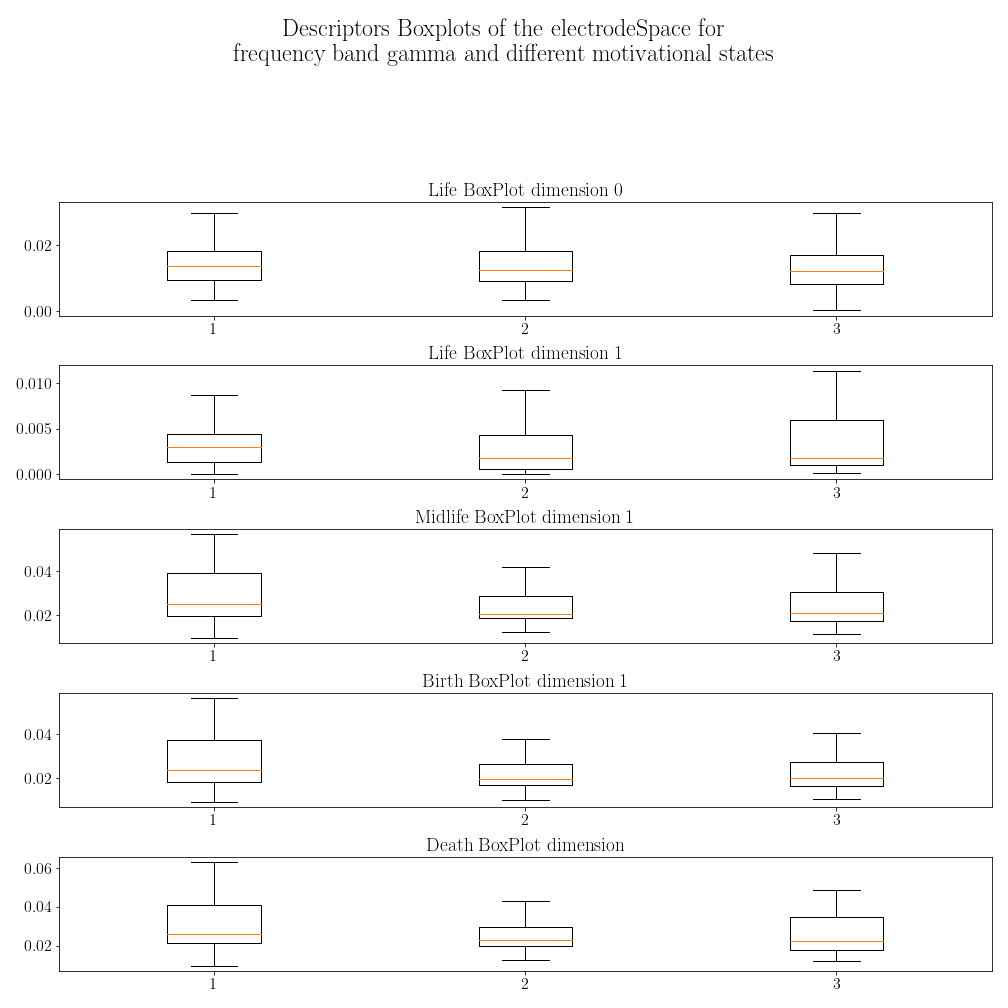 Descriptors Boxplots of the electrodeSpace for
frequency band gamma and different motivational states
Life BoxPlot dimension 0
0.02
0.00
1 2 3
Life BoxPlot dimension 1
0.010
0.005
0.000
1 2 3
Midlife BoxPlot dimension 1
0.04
0.02
1 2 3
Birth BoxPlot dimension 1
0.04
0.02
1 2 3
Death BoxPlot dimension
0.06
0.04
0.02
1 2 3